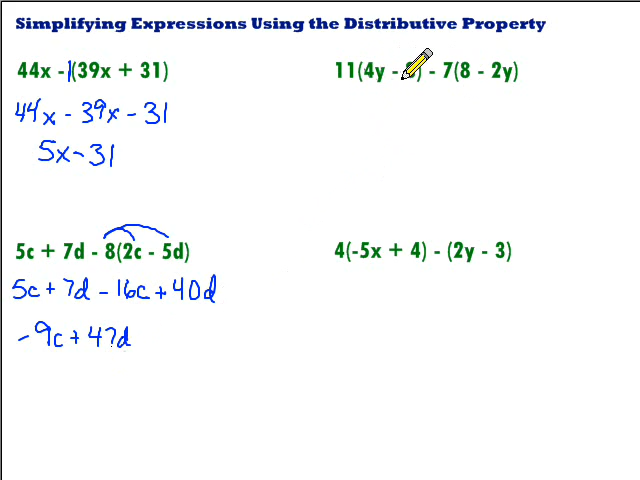 Simplifying Expressions Using the Distributive Property
44x - 1(39x + 31)
44x - 39x - 31
5x - 31
11(4y - ) - 7(8 - 2y)
5c + 7d - 8(2c - 5d)
5c + 7d - 16c + 40d
- 9c + 47d
4(-5x + 4) - (2y - 3)